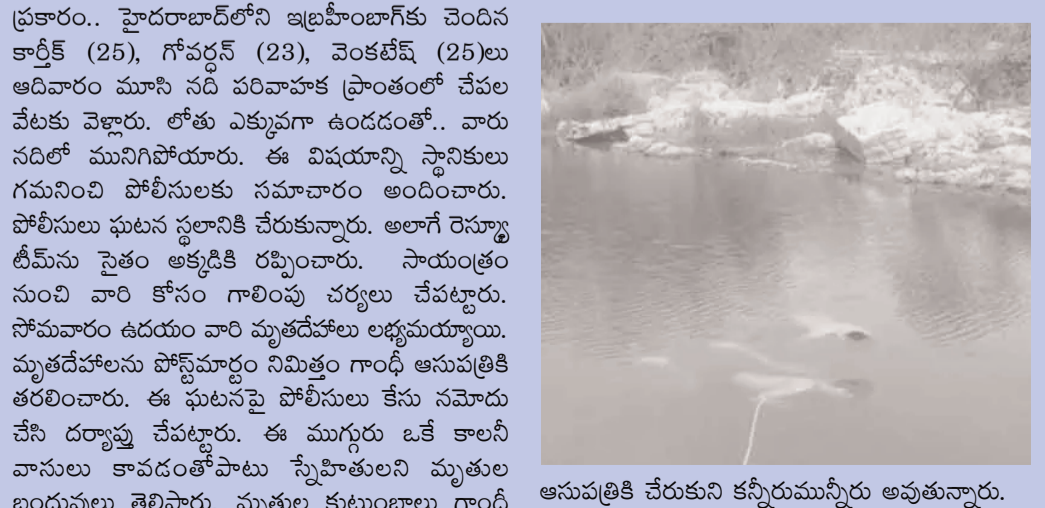 ప్రకారం.. హైదరాబాద్‌లోని ఇబ్రహీంబాగ్‌కు చెందిన
కార్తీక్ (25), గోవర్ధన్ (23), వెంకటేష్ (25)లు
ఆదివారం మూసి నది పరివాహక ప్రాంతంలో చేపల
వేటకు వెళ్లారు. లోతు ఎక్కువగా ఉండడంతో.. వారు
నదిలో మునిగిపోయారు. ఈ విషయాన్ని స్థానికులు
గమనించి పోలీసులకు సమాచారం అందించారు.
పోలీసులు ఘటన స్థలానికి చేరుకున్నారు. అలాగే రెస్క్యూ
టీమ్‌ను సైతం అక్కడికి రప్పించారు. సాయంత్రం
నుంచి వారి కోసం గాలింపు చర్యలు చేపట్టారు.
సోమవారం ఉదయం వారి మృతదేహాలు లభ్యమయ్యాయి.
మృతదేహాలను పోస్ట్‌మార్టం నిమిత్తం గాంధీ ఆసుపత్రికి
తరలించారు. ఈ ఘటనపై పోలీసులు కేసు నమోదు
చేసి దర్యాప్తు చేపట్టారు. ఈ ముగ్గురు ఒకే కాలనీ
వాసులు కావడంతోపాటు స్నేహితులని మృతుల
బంధువులు తెలిపారు. మృతుల కుటుంబాలు గాంధీ
ఆసుపత్రికి చేరుకుని కన్నీరుమున్నీరు అవుతున్నారు.